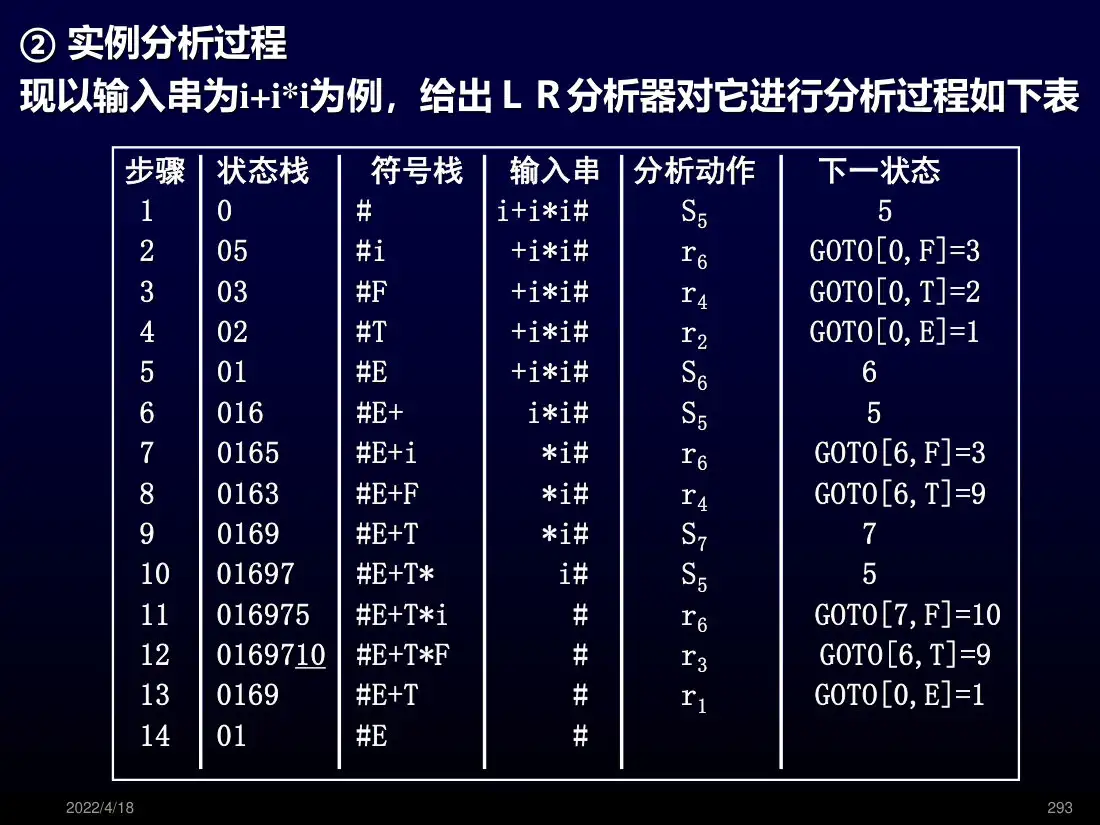 ② 实例分析过程
现以输入串为i+i*i为例，给出ＬＲ分析器对它进行分析过程如下表
步骤 状态栈 符号栈 输入串 分析动作 下一状态
1 0 # i+i*i# S5 5
2 05 #i +i*i# r6 GOTO[0,F]=3
3 03 #F +i*i# r4 GOTO[0,T]=2
4 02 #T +i*i# r2 GOTO[0,E]=1
5 01 #E +i*i# S6 6
6 016 #E+ i*i# S5 5
7 0165 #E+i *i# r6 GOTO[6,F]=3
8 0163 #E+F *i# r4 GOTO[6,T]=9
9 0169 #E+T *i# S7 7
10 01697 #E+T* i# S5 5
11 016975 #E+T*i # r6 GOTO[7,F]=10
12 0169710 #E+T*F # r3 GOTO[6,T]=9
13 0169 #E+T # r1 GOTO[0,E]=1
14 01 #E #
2022/4/18 293